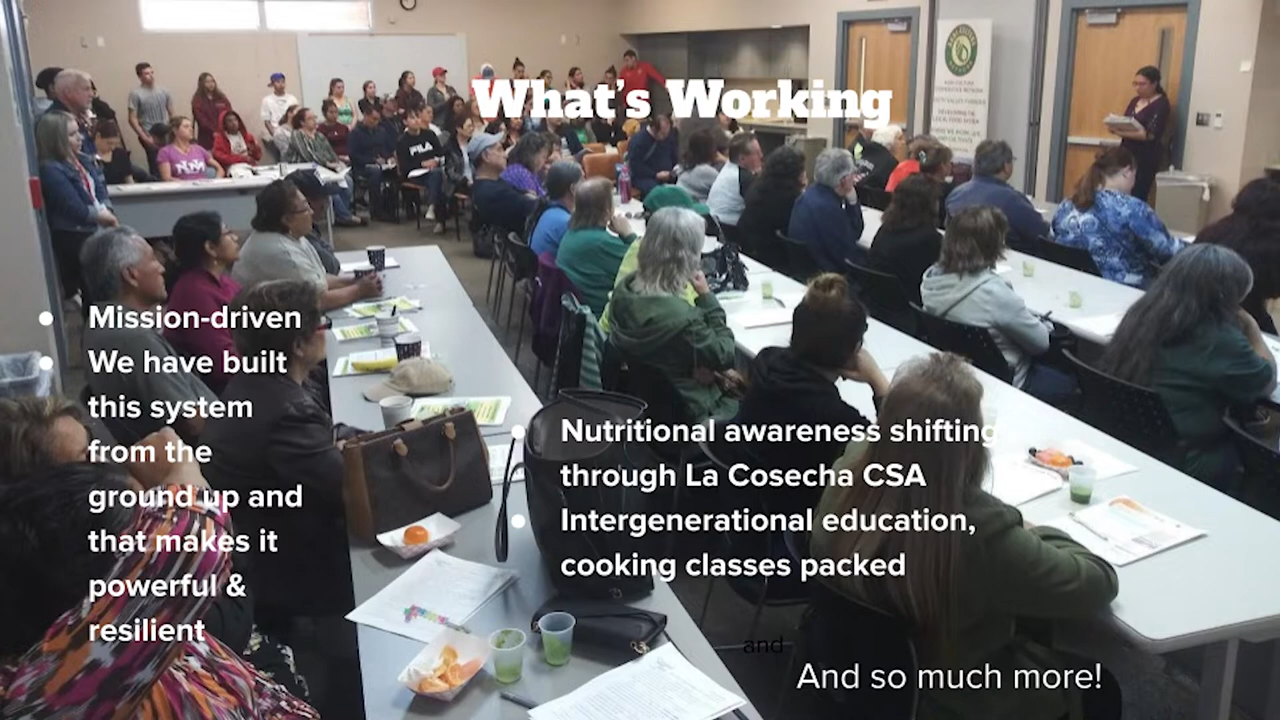 What's Working
● Mission-driven
● We have built
this system
from the
ground up and
that makes it
powerful &
resilient
● Nutritional awareness shifting
through La Cosecha CSA
● Intergenerational education,
cooking classes packed
and
And so much more!
FILA